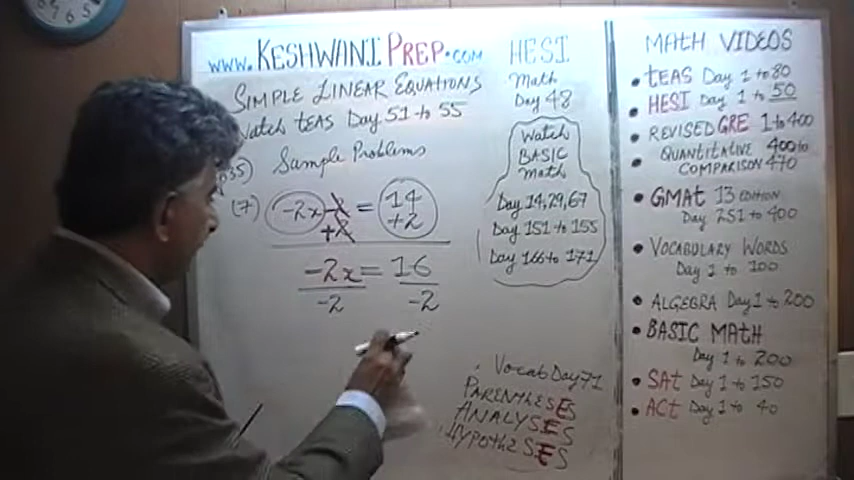 www.KESHWANIPREP.COM
SIMPLE LINEAR EQUATIONS
Watch TEAS Day 51 to 55
Sample Problems
(7) -2x-2 = 14
+2 +2
-2x = 16
-2 -2
HESI
Math
Day 48
Watch
BASIC
Math
Day 14,29,67
Day 151 to 155
Day 166 to 171
Vocab Day 71
PARENTHESES
ANALYSES
HYPOTHESES
MATH VIDEOS
• TEAS Day 1 to 80
• HESI Day 1 to 50
• REVISED GRE 1 to 400
• QUANTITATIVE 400 to
COMPARISON 470
• GMAT 13 EDITION
Day 251 to 400
• VOCABULARY WORDS
Day 1 to 100
• ALGEBRA Day 1 to 200
• BASIC MATH
Day 1 to 200
• SAT Day 1 to 150
• ACT Day 1 to 40